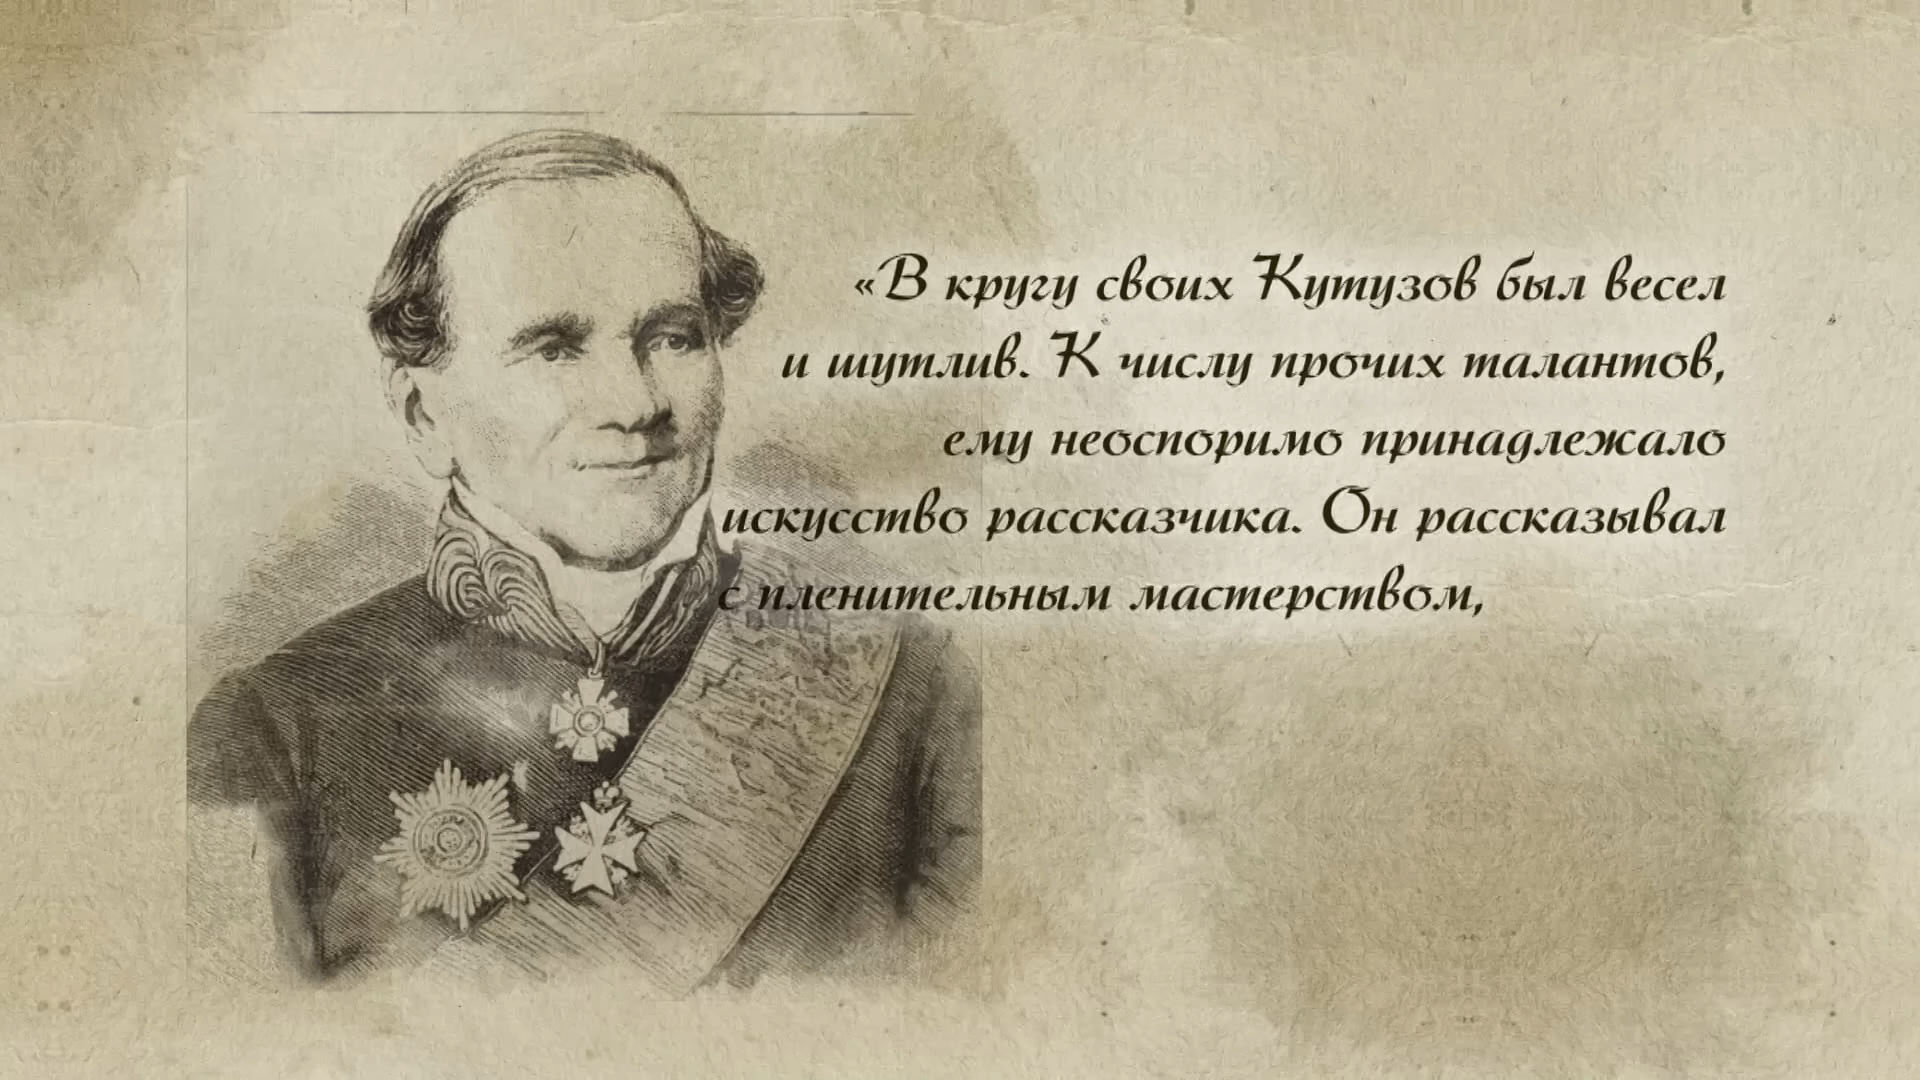 «В кругу своих Кутузов был весел
и шутлив. К числу прочих талантов,
ему неоспоримо принадлежало
искусство рассказчика. Он рассказывал
с пленительным мастерством,